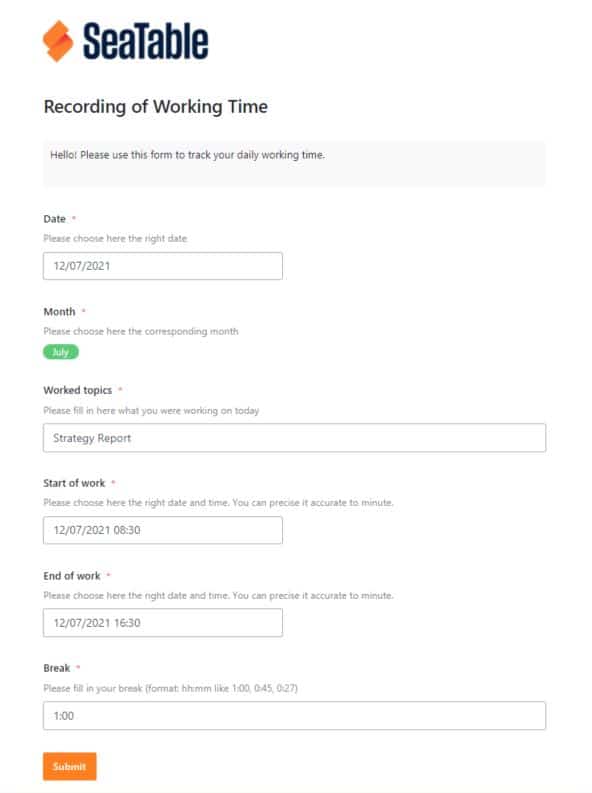 SeaTable
Recording of Working Time
Hello! Please use this form to track your daily working time.
Date *
Please choose here the right date
12/07/2021
Month *
Please choose here the corresponding month
July
Worked topics *
Please fill in here what you were working on today
Strategy Report
Start of work *
Please choose here the right date and time. You can precise it accurate to minute.
12/07/2021 08:30
End of work *
Please choose here the right date and time. You can precise it accurate to minute.
12/07/2021 16:30
Break *
Please fill in your break (format: hh:mm like 1:00, 0:45, 0:27)
1:00
Submit